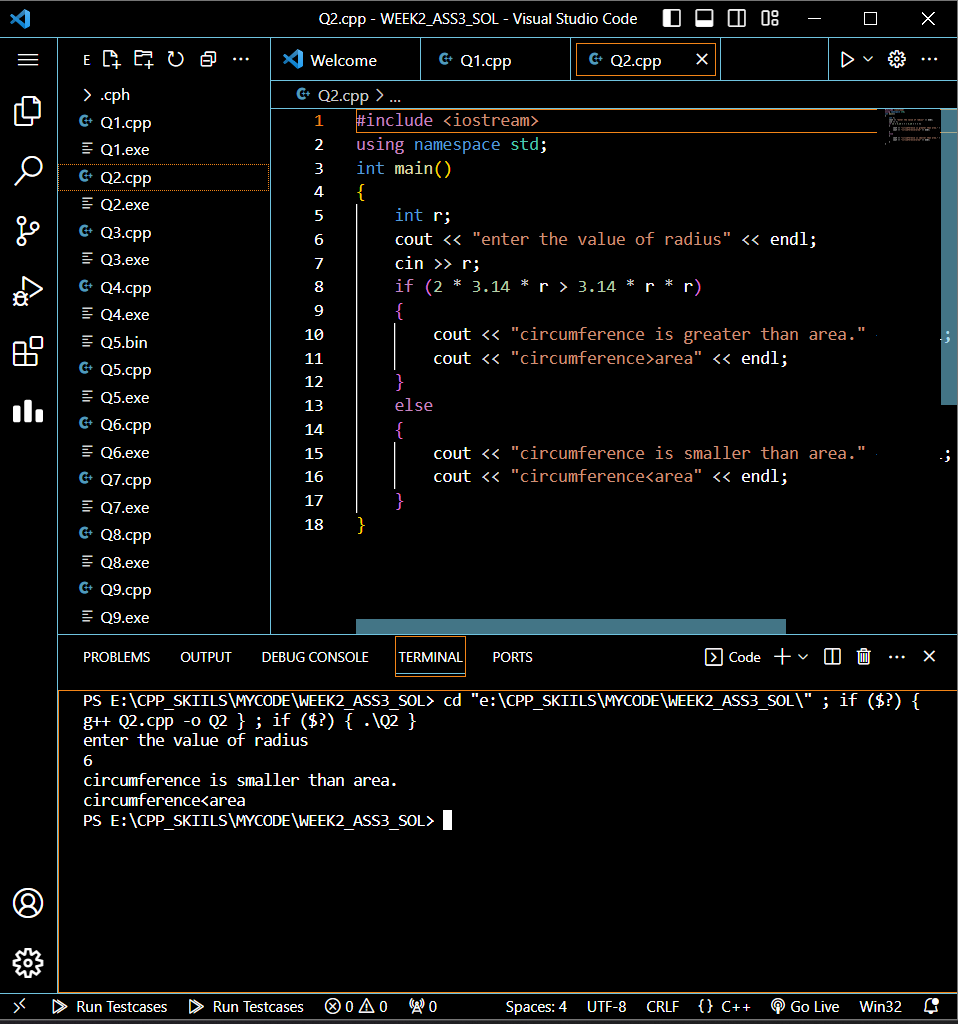 Q2.cpp - WEEK2_ASS3_SOL - Visual Studio Code
E
Welcome
Q1.cpp
Q2.cpp
.cph
Q1.cpp
Q1.exe
Q2.cpp
Q2.exe
Q3.cpp
Q3.exe
Q4.cpp
Q4.exe
Q5.bin
Q5.cpp
Q5.exe
Q6.cpp
Q6.exe
Q7.cpp
Q7.exe
Q8.cpp
Q8.exe
Q9.cpp
Q9.exe
Q2.cpp > ...
1 #include <iostream>
2 using namespace std;
3 int main()
4 {
5 int r;
6 cout << "enter the value of radius" << endl;
7 cin >> r;
8 if (2 * 3.14 * r > 3.14 * r * r)
9 {
10 cout << "circumference is greater than area." ;
11 cout << "circumference>area" << endl;
12 }
13 else
14 {
15 cout << "circumference is smaller than area." ;
16 cout << "circumference<area" << endl;
17 }
18 }
PROBLEMS OUTPUT DEBUG CONSOLE TERMINAL PORTS Code
PS E:\CPP_SKIILS\MYCODE\WEEK2_ASS3_SOL> cd "e:\CPP_SKIILS\MYCODE\WEEK2_ASS3_SOL\" ; if ($?) {
g++ Q2.cpp -o Q2 } ; if ($?) { .\Q2 }
enter the value of radius
6
circumference is smaller than area.
circumference<area
PS E:\CPP_SKIILS\MYCODE\WEEK2_ASS3_SOL>
Run Testcases Run Testcases 0 0 0 Spaces: 4 UTF-8 CRLF {} C++ Go Live Win32